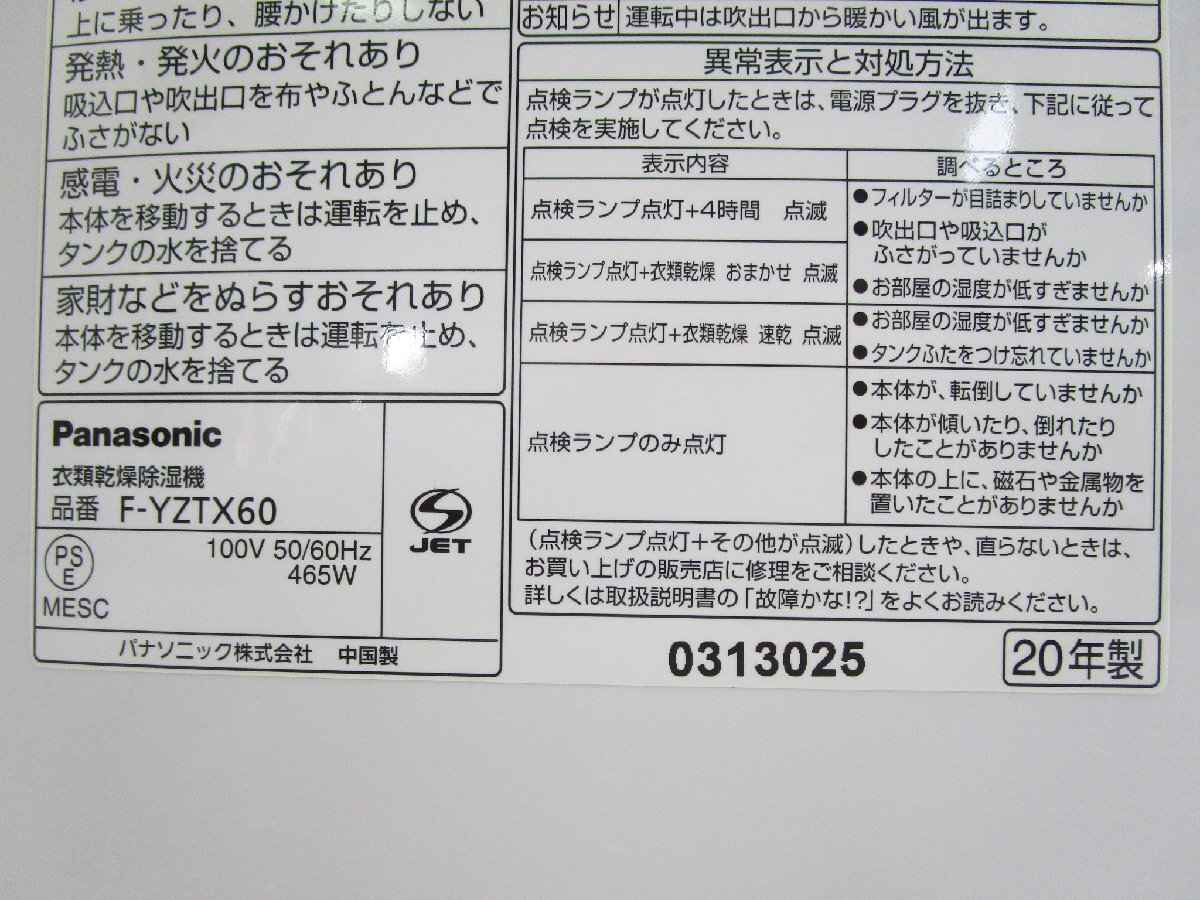 上に乗ったり、腰かけたりしない
発熱・発火のおそれあり
吸込口や吹出口を布やふとんなどで
ふさがない
感電・火災のおそれあり
本体を移動するときは運転を止め、
タンクの水を捨てる
家財などをぬらすおそれあり
本体を移動するときは運転を止め、
タンクの水を捨てる
Panasonic
衣類乾燥除湿機
品番 F-YZTX60
PS
E
MESC
100V 50/60Hz
465W
JET
パナソニック株式会社 中国製
お知らせ 運転中は吹出口から暖かい風が出ます。
異常表示と対処方法
点検ランプが点灯したときは、電源プラグを抜き、下記に従って
点検を実施してください。
表示内容 調べるところ
点検ランプ点灯+4時間 点滅
点検ランプ点灯+衣類乾燥 おまかせ 点滅
●フィルターが目詰まりしていませんか
●吹出口や吸込口が
ふさがっていませんか
●お部屋の湿度が低すぎませんか
点検ランプ点灯+衣類乾燥 速乾 点滅
●お部屋の湿度が低すぎませんか
●タンクふたをつけ忘れていませんか
点検ランプのみ点灯
●本体が、転倒していませんか
●本体が傾いたり、倒れたり
したことがありませんか
●本体の上に、磁石や金属物を
置いたことがありませんか
(点検ランプ点灯+その他が点滅)したときや、直らないときは、
お買い上げの販売店に修理をご相談ください。
詳しくは取扱説明書の「故障かな!?」をよくお読みください。
0313025
20年製